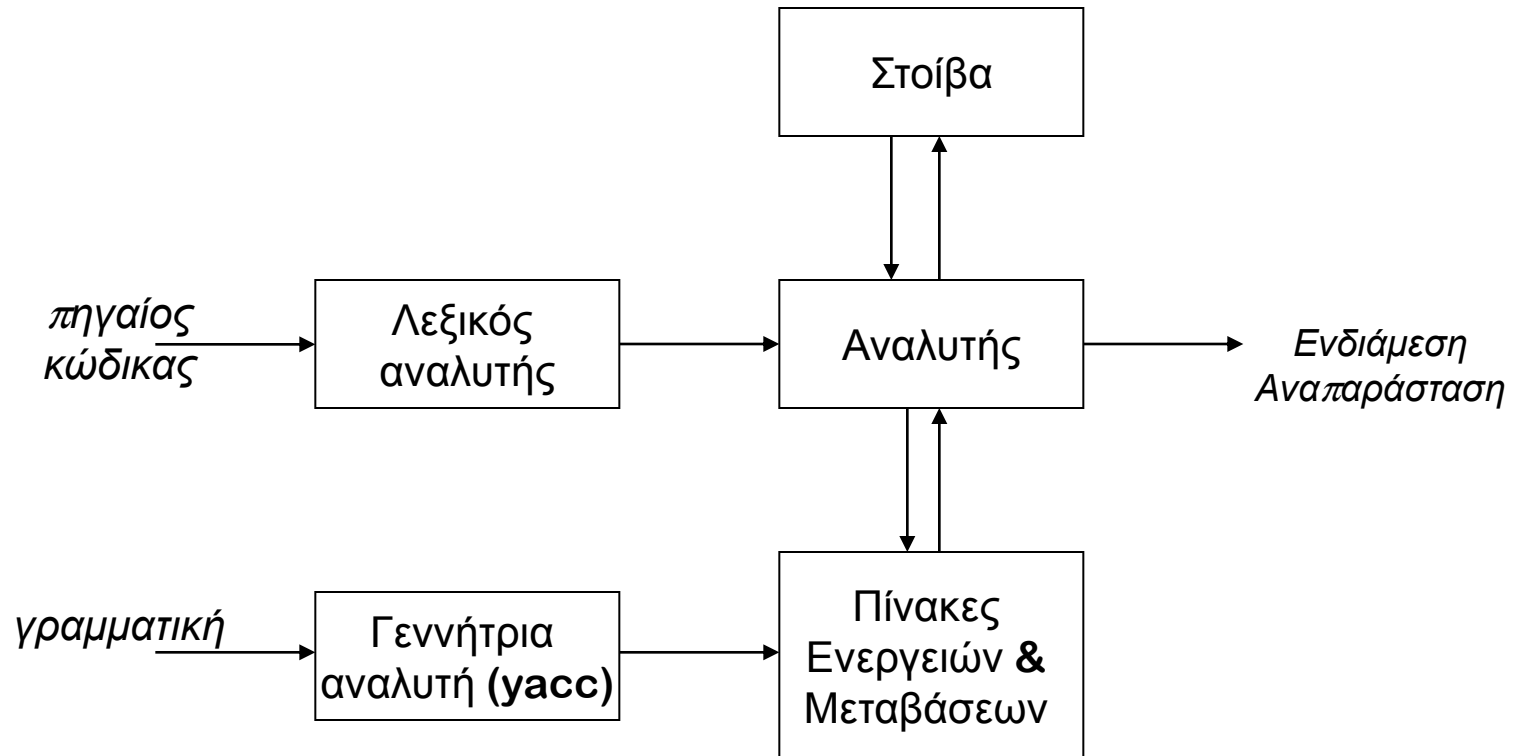 Στοίβα
πηγαίος
κώδικας
Λεξικός
αναλυτής
Αναλυτής
Ενδιάμεση
Αναπαράσταση
γραμματική
Γεννήτρια
αναλυτή (yacc)
Πίνακες
Ενεργειών &
Μεταβάσεων